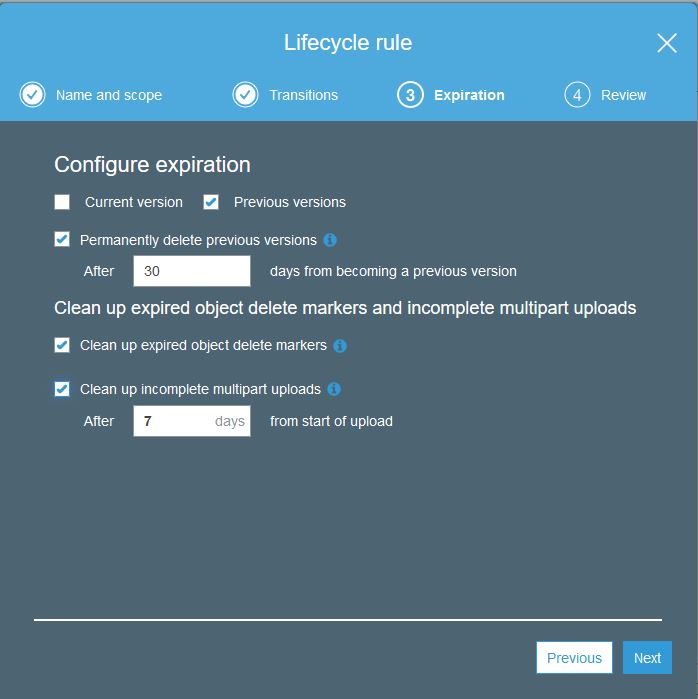 Lifecycle rule
Name and scope Transitions 3 Expiration 4 Review
Configure expiration
Current version Previous versions
Permanently delete previous versions i
After 30 days from becoming a previous version
Clean up expired object delete markers and incomplete multipart uploads
Clean up expired object delete markers i
Clean up incomplete multipart uploads i
After 7 days from start of upload
Previous Next